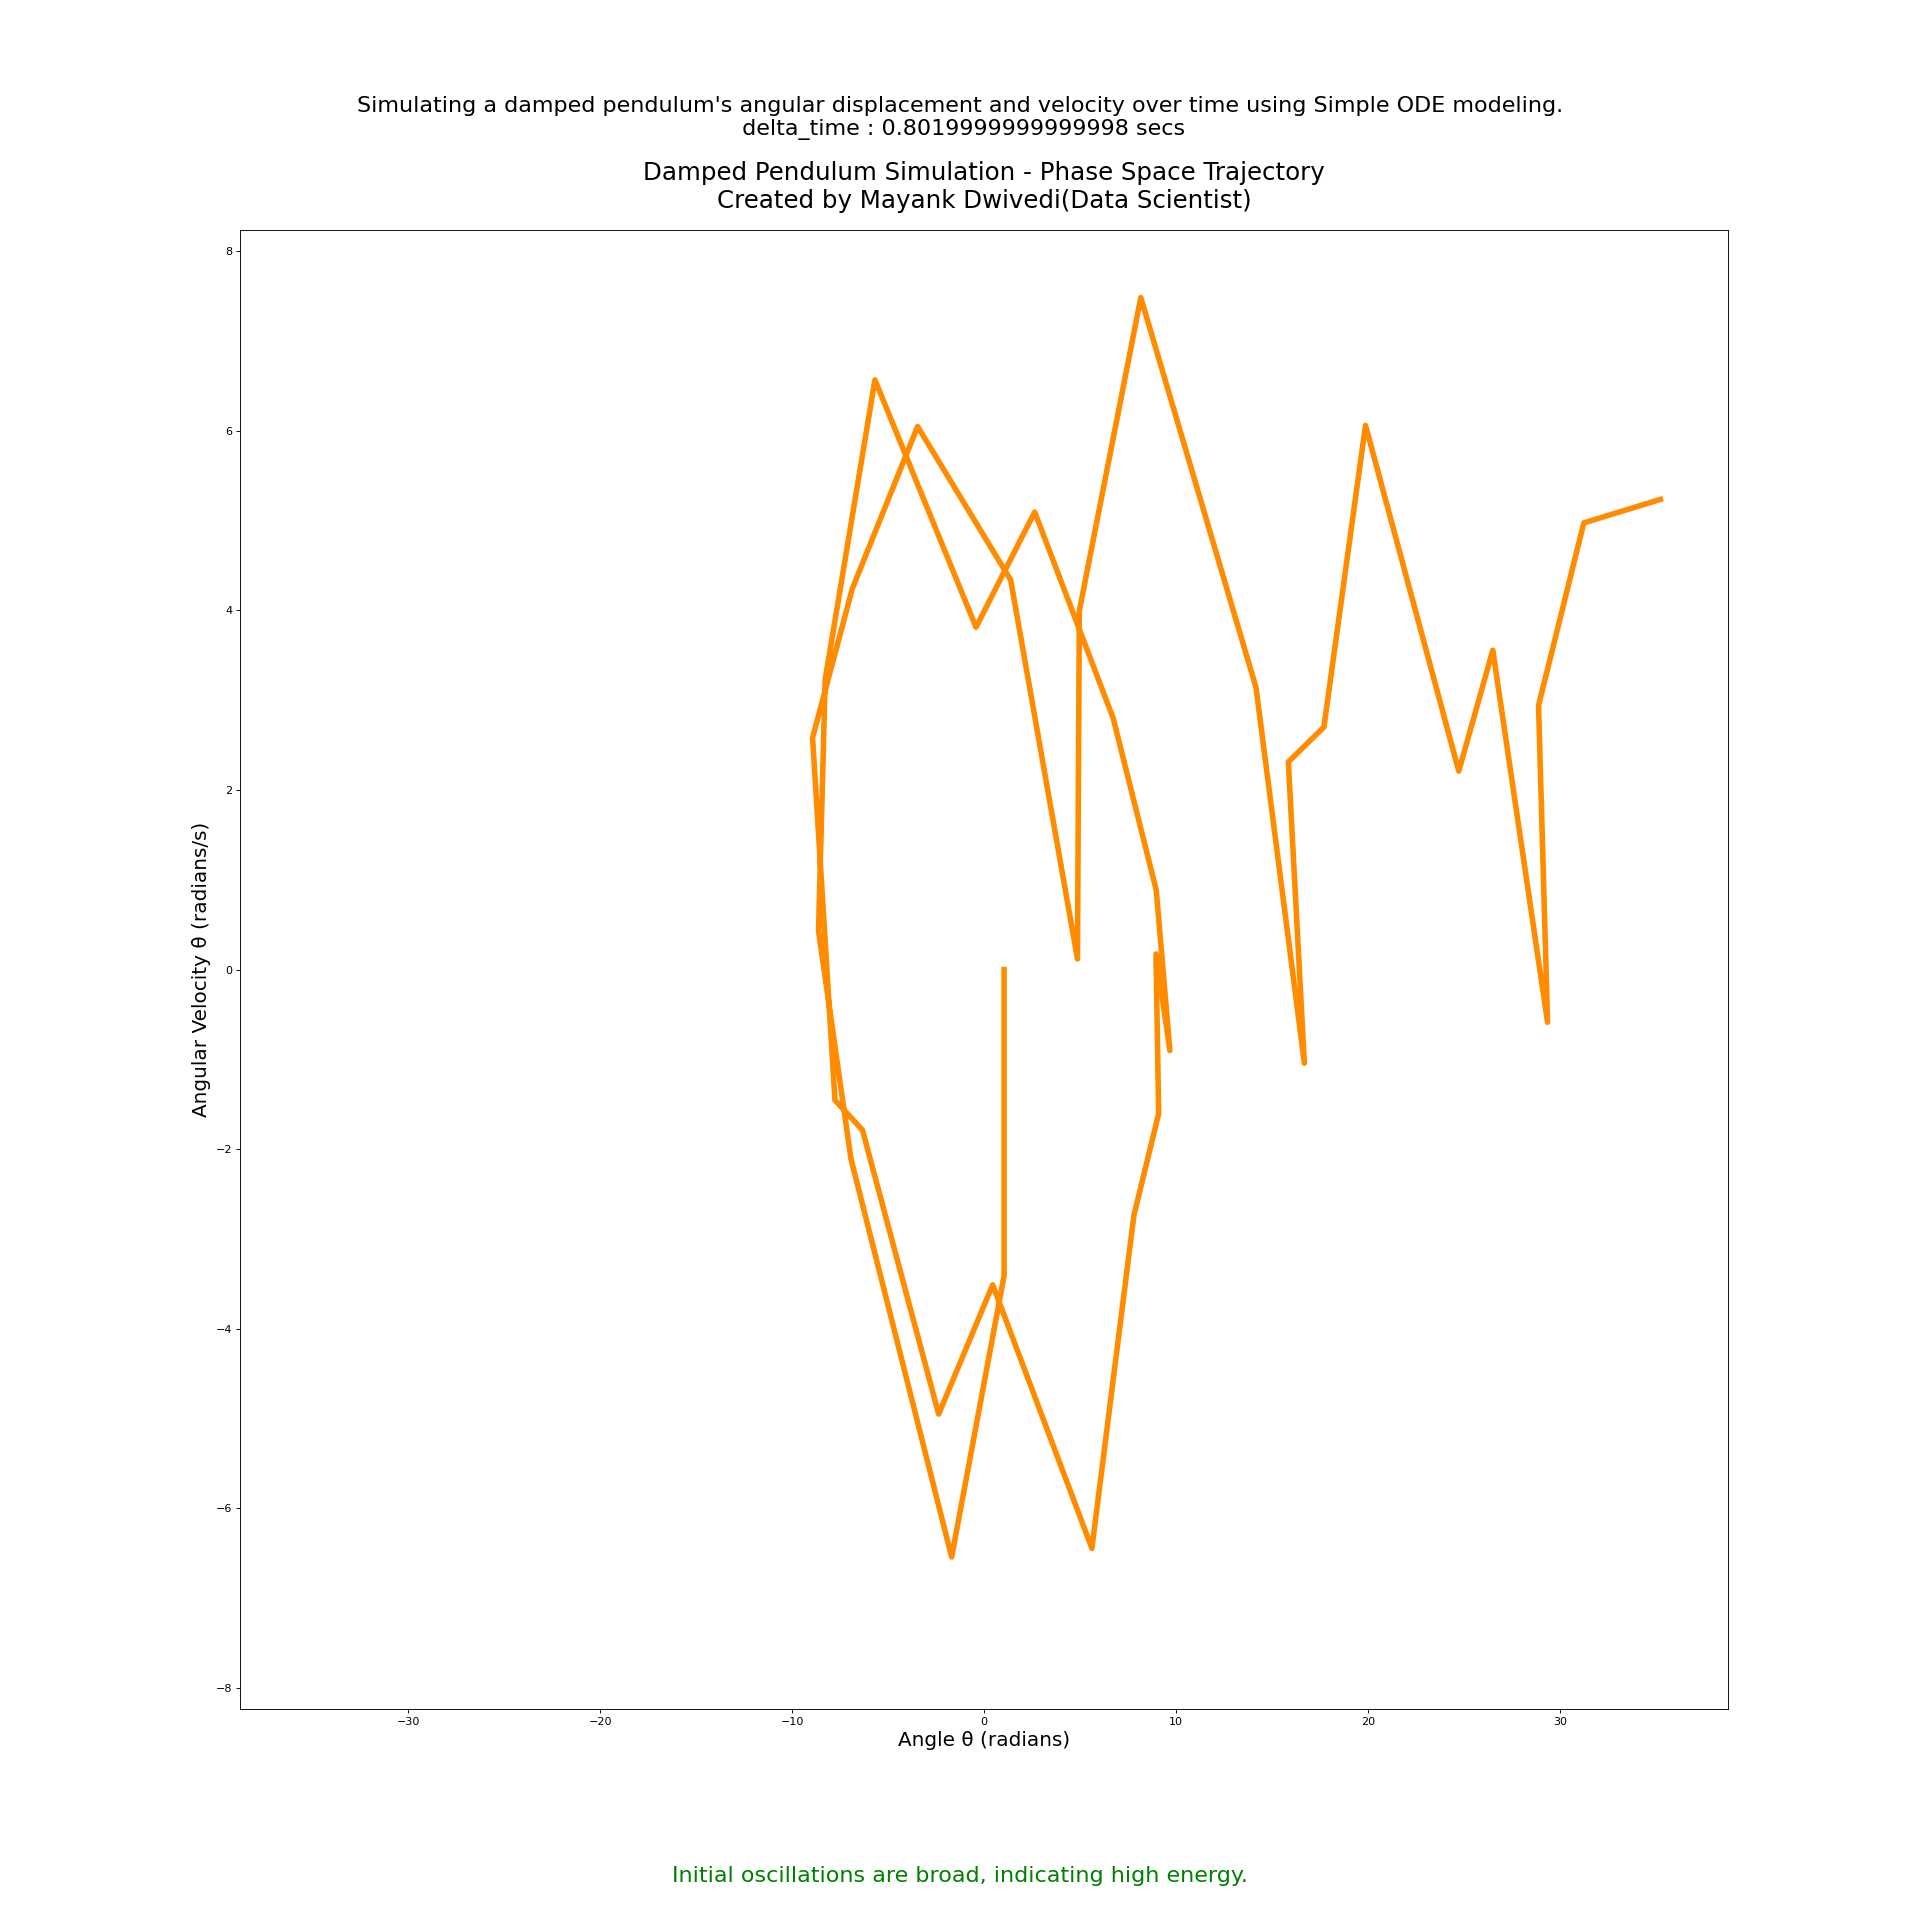 Simulating a damped pendulum's angular displacement and velocity over time using Simple ODE modeling.
delta_time : 0.8019999999999998 secs
Damped Pendulum Simulation - Phase Space Trajectory
Created by Mayank Dwivedi(Data Scientist)
8
6
4
2
0
−2
−4
−6
−8
Angular Velocity θ (radians/s)
−30
−20
−10
0
10
20
30
Angle θ (radians)
Initial oscillations are broad, indicating high energy.